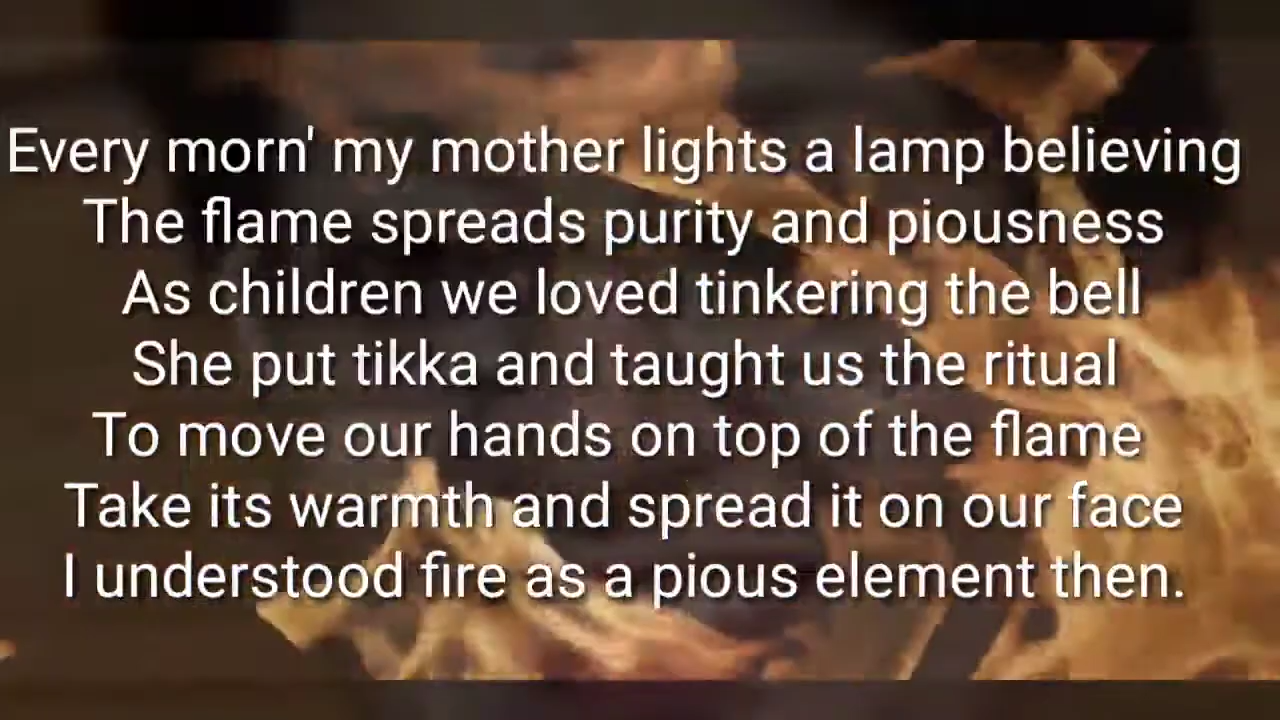 Every morn' my mother lights a lamp believing
The flame spreads purity and piousness
As children we loved tinkering the bell
She put tikka and taught us the ritual
To move our hands on top of the flame
Take its warmth and spread it on our face
I understood fire as a pious element then.